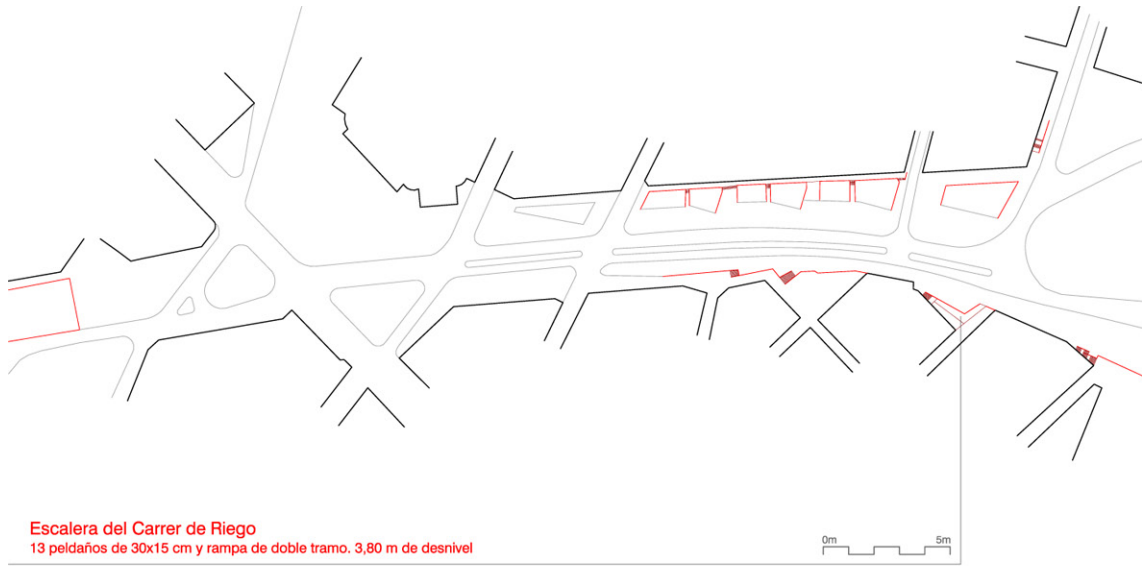 Escalera del Carrer de Riego
13 peldaños de 30x15 cm y rampa de doble tramo. 3,80 m de desnivel
0m 5m